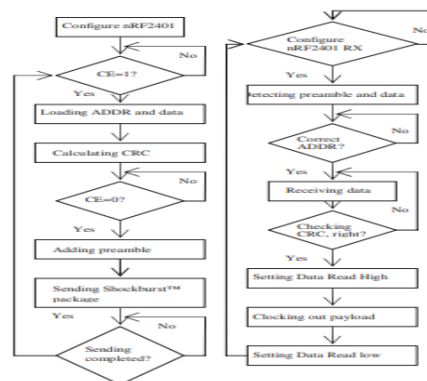 Configure nRF2401
No
CE=1?
Yes
Loading ADDR and data
Calculating CRC
No
CE=0?
Yes
Adding preamble
Sending Shockburst™
package
Yes
No
Sending
completed?
No
Configure
nRF2401 RX
Yes
Detecting preamble and data
No
Correct
ADDR?
Yes
No
Receiving data
Checking
CRC, right?
Yes
Setting Data Read High
Clocking out payload
Setting Data Read low